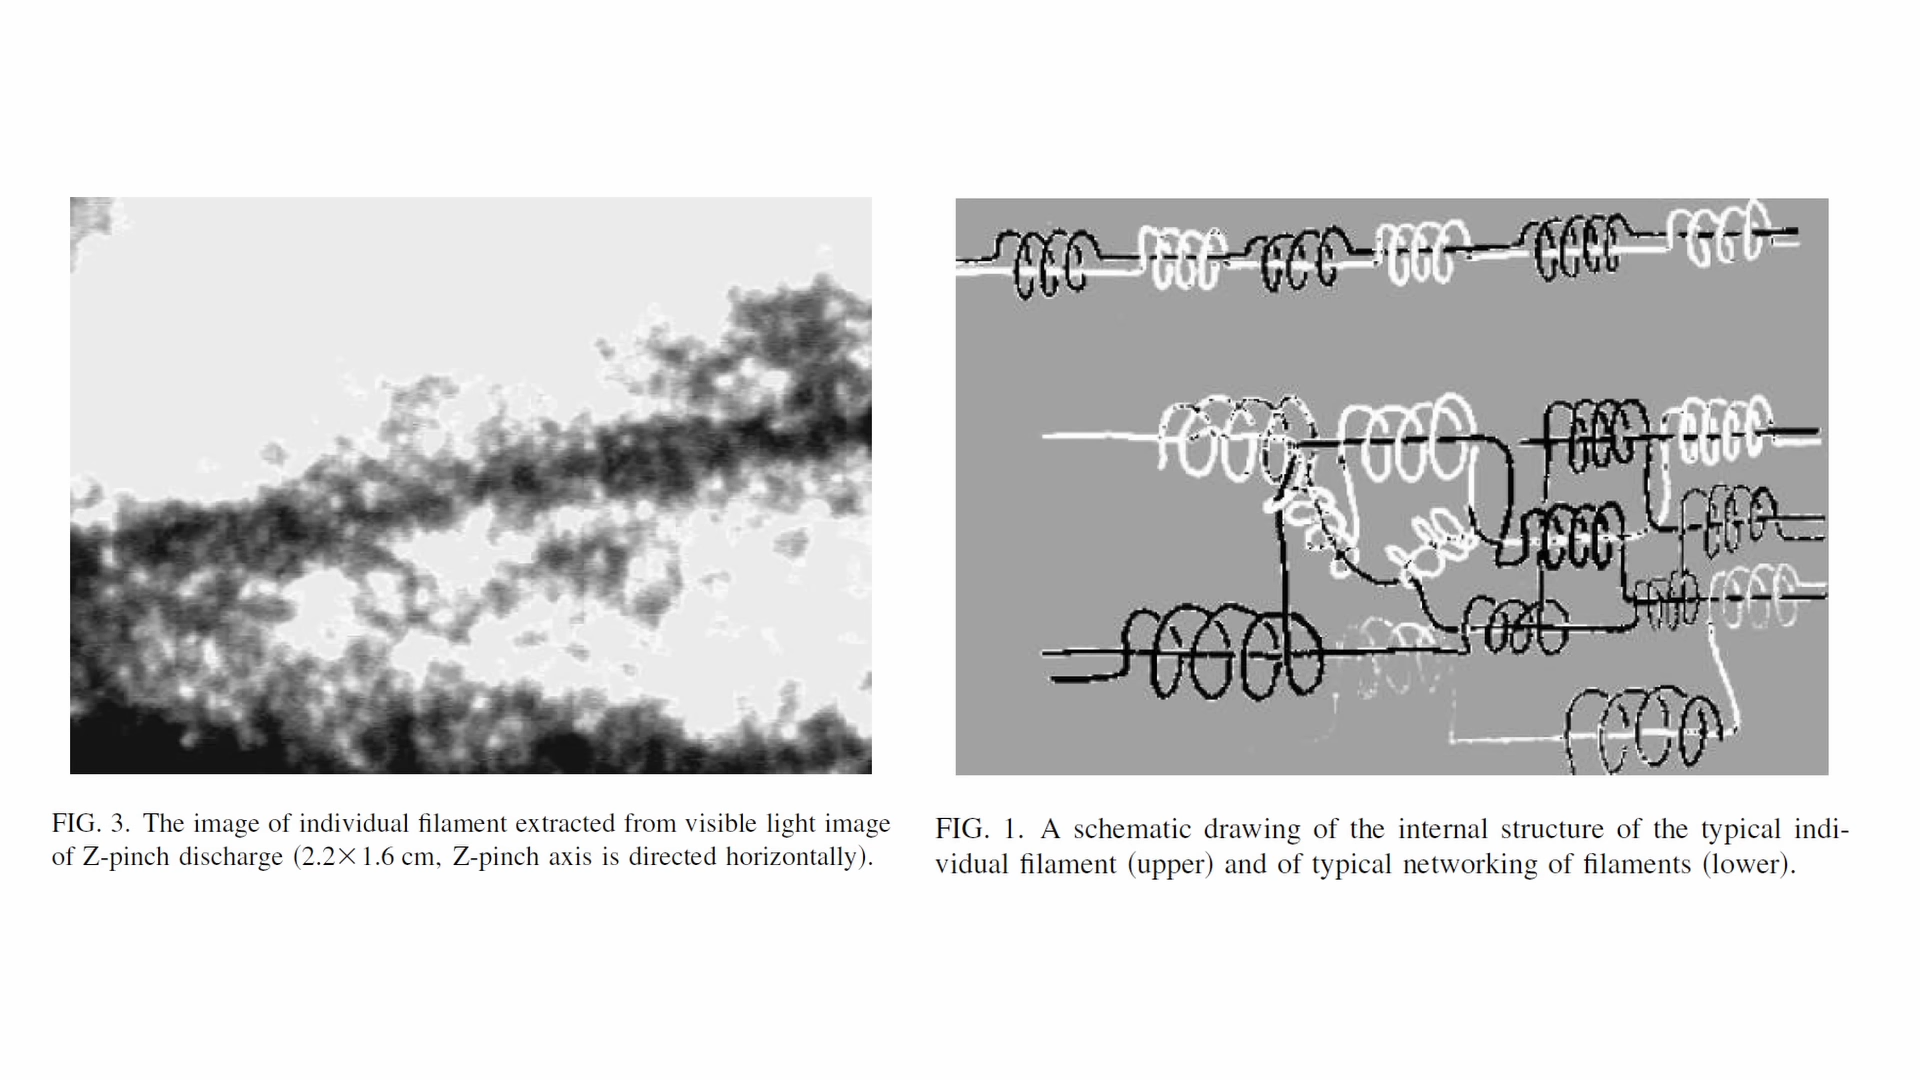 FIG. 3. The image of individual filament extracted from visible light image
of Z-pinch discharge (2.2×1.6 cm, Z-pinch axis is directed horizontally).
FIG. 1. A schematic drawing of the internal structure of the typical indi-
vidual filament (upper) and of typical networking of filaments (lower).